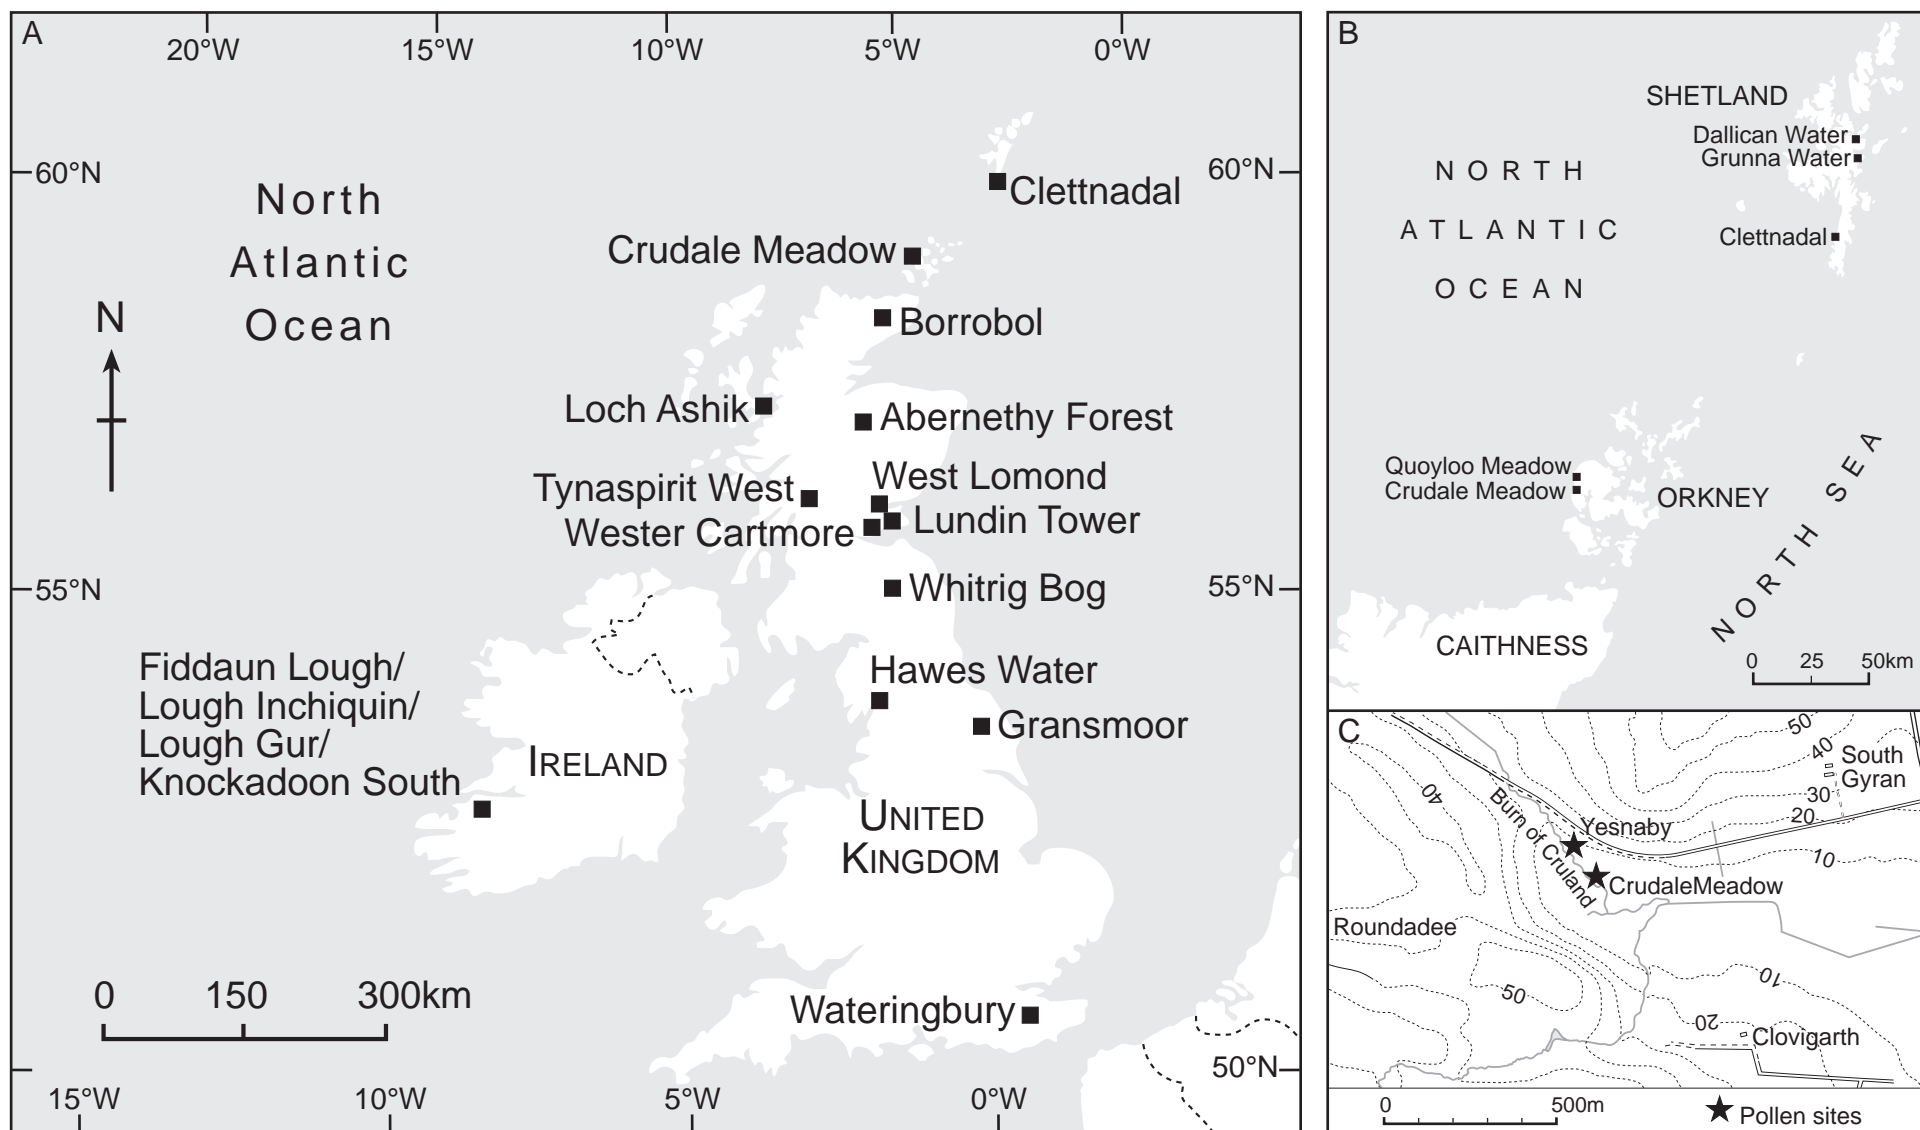 A
20°W
15°W
10°W
5°W
0°W
60°N
60°N
North
Atlantic
Ocean
N
Clettnadal
Crudale Meadow
Borrobol
Loch Ashik
Abernethy Forest
West Lomond
Tynaspirit West
Lundin Tower
Wester Cartmore
55°N
55°N
Whitrig Bog
Fiddaun Lough/
Lough Inchiquin/
Lough Gur/
Knockadoon South
Hawes Water
Gransmoor
IRELAND
UNITED
KINGDOM
0
150
300km
Wateringbury
50°N
15°W
10°W
5°W
0°W
B
SHETLAND
Dallican Water
Grunna Water
NORTH
ATLANTIC
OCEAN
Clettnadal
Quoyloo Meadow
Crudale Meadow
ORKNEY
NORTH SEA
CAITHNESS
0
25
50km
C
50
40
South
Gyran
30
20
40
Burn of Cruland
Yesnaby
10
CrudaleMeadow
Roundadee
50
10
20
Clovigarth
0
500m
Pollen sites